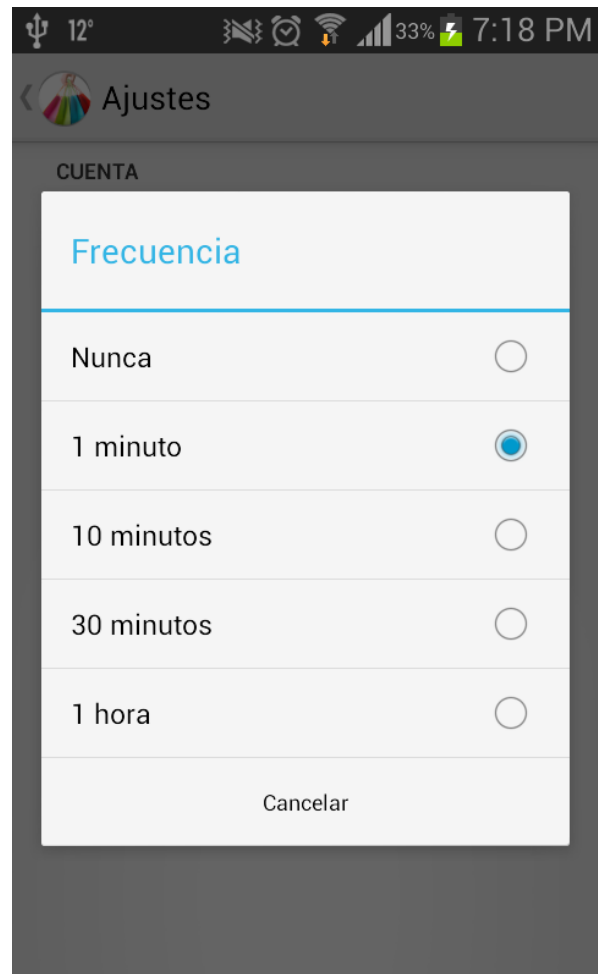 12° 33% 7:18 PM
Ajustes
CUENTA
Frecuencia
Nunca
1 minuto
10 minutos
30 minutos
1 hora
Cancelar